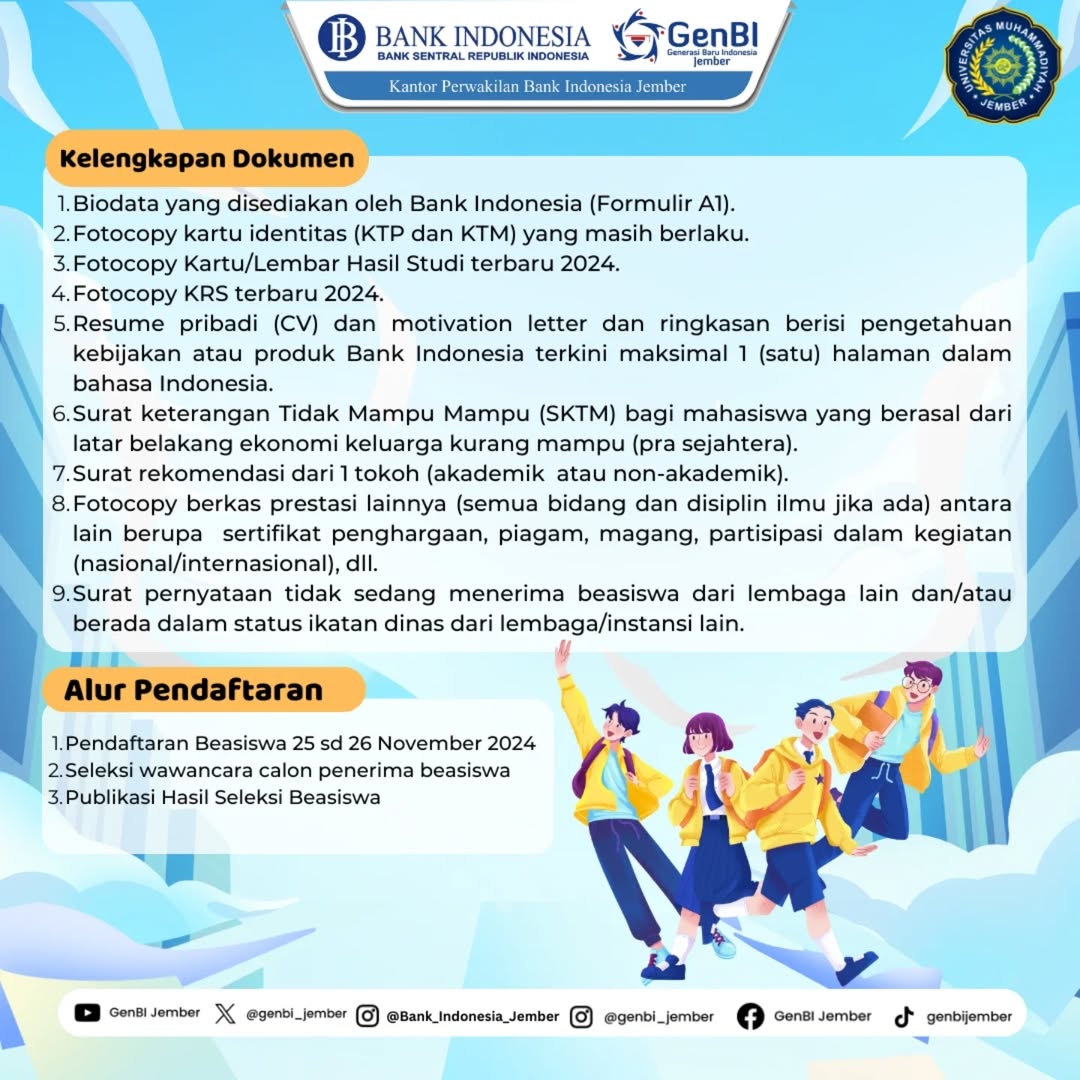 BANK INDONESIA
BANK SENTRAL REPUBLIK INDONESIA
GenBI
Generasi Baru Indonesia
Jember
Kantor Perwakilan Bank Indonesia Jember
UNIVERSITAS MUHAMMADIYAH
JEMBER
Kelengkapan Dokumen
1. Biodata yang disediakan oleh Bank Indonesia (Formulir A1).
2. Fotocopy kartu identitas (KTP dan KTM) yang masih berlaku.
3. Fotocopy Kartu/Lembar Hasil Studi terbaru 2024.
4. Fotocopy KRS terbaru 2024.
5. Resume pribadi (CV) dan motivation letter dan ringkasan berisi pengetahuan
kebijakan atau produk Bank Indonesia terkini maksimal 1 (satu) halaman dalam
bahasa Indonesia.
6. Surat keterangan Tidak Mampu Mampu (SKTM) bagi mahasiswa yang berasal dari
latar belakang ekonomi keluarga kurang mampu (pra sejahtera).
7. Surat rekomendasi dari 1 tokoh (akademik atau non-akademik).
8. Fotocopy berkas prestasi lainnya (semua bidang dan disiplin ilmu jika ada) antara
lain berupa sertifikat penghargaan, piagam, magang, partisipasi dalam kegiatan
(nasional/internasional), dll.
9. Surat pernyataan tidak sedang menerima beasiswa dari lembaga lain dan/atau
berada dalam status ikatan dinas dari lembaga/instansi lain.
Alur Pendaftaran
1. Pendaftaran Beasiswa 25 sd 26 November 2024
2. Seleksi wawancara calon penerima beasiswa
3. Publikasi Hasil Seleksi Beasiswa
GenBI Jember @genbi_jember @Bank_Indonesia_Jember @genbi_jember GenBI Jember genbijember